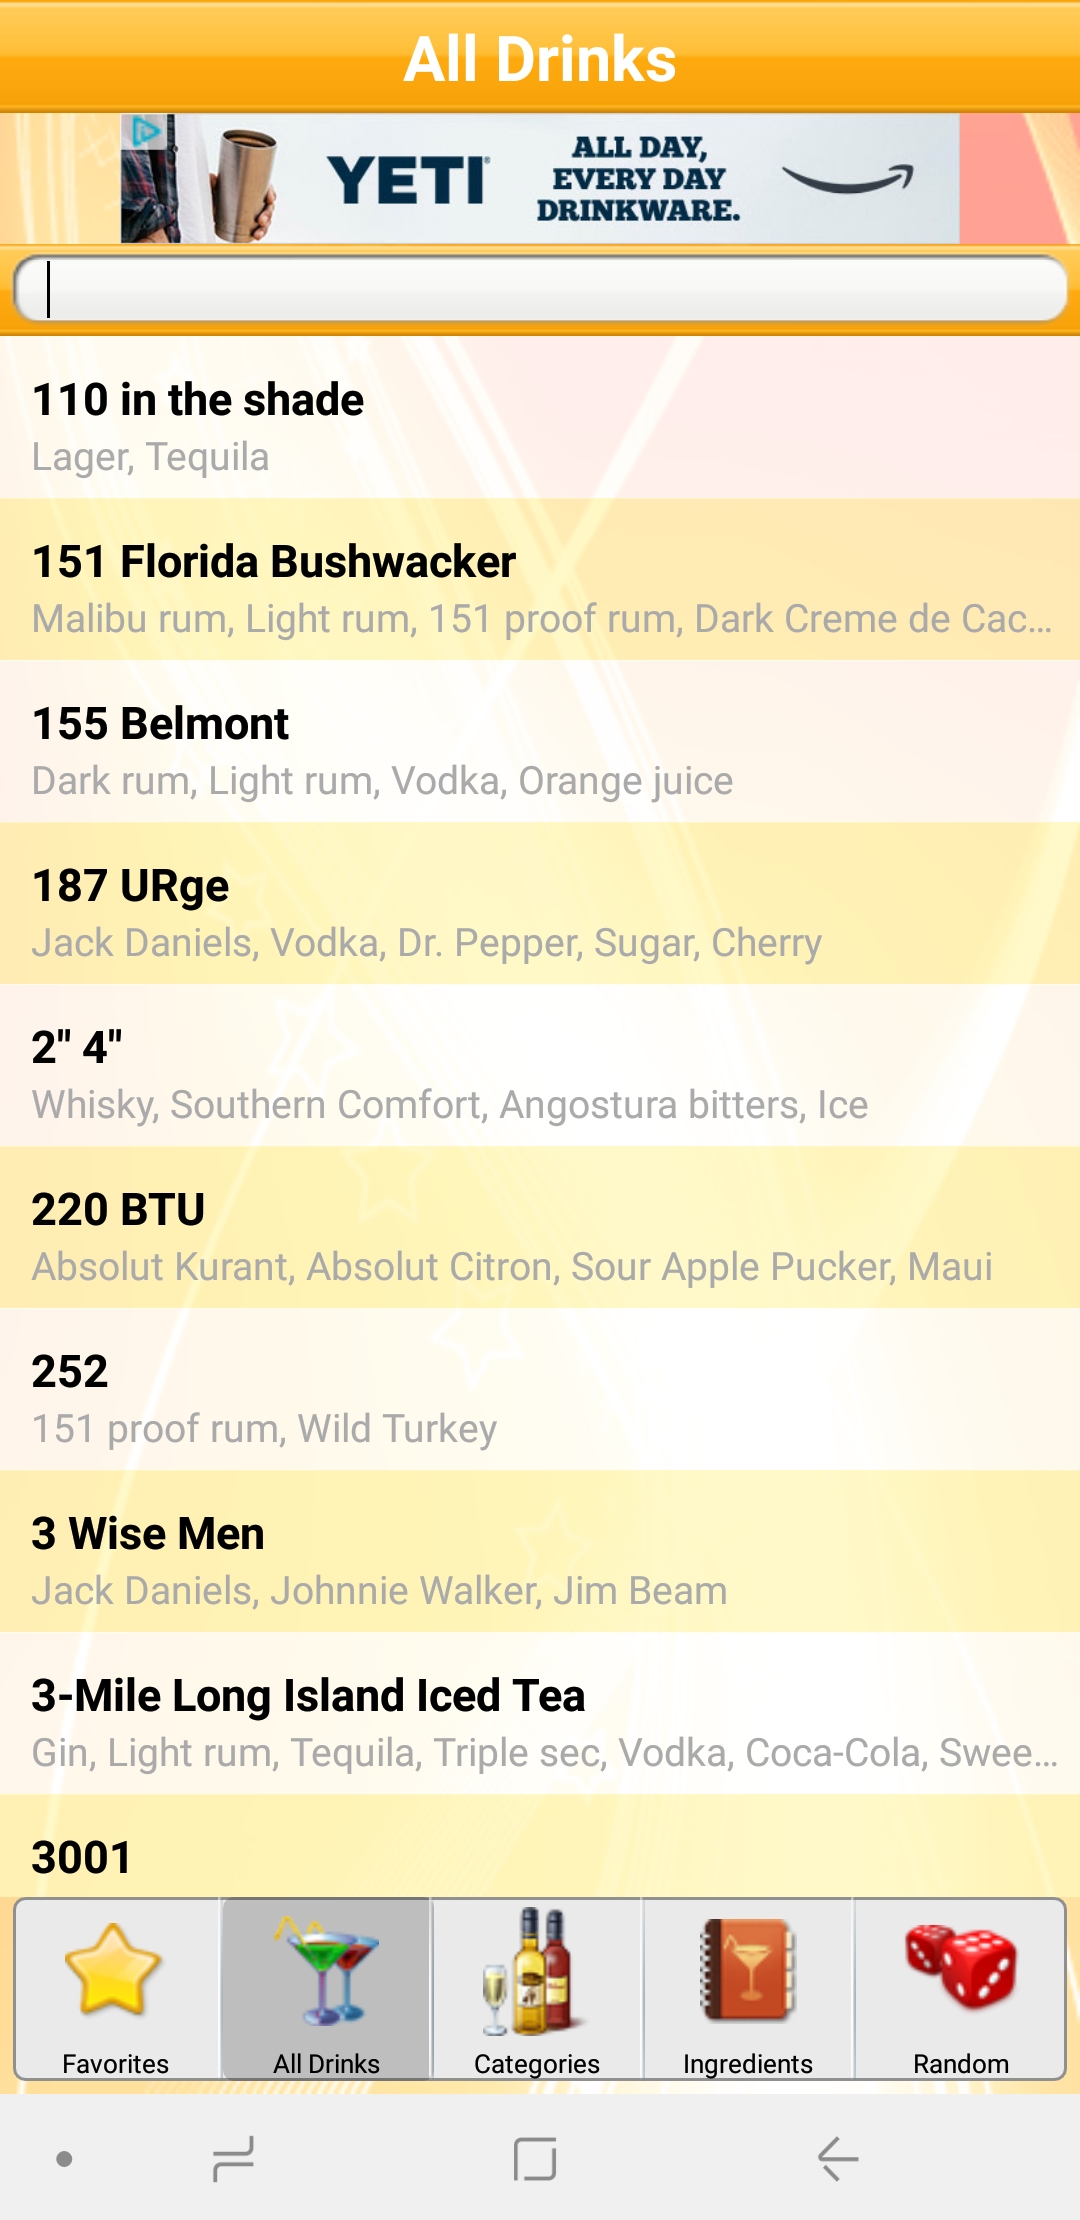 All Drinks
YETI
ALL DAY,
EVERY DAY
DRINKWARE.
110 in the shade
Lager, Tequila
151 Florida Bushwacker
Malibu rum, Light rum, 151 proof rum, Dark Creme de Cac...
155 Belmont
Dark rum, Light rum, Vodka, Orange juice
187 URge
Jack Daniels, Vodka, Dr. Pepper, Sugar, Cherry
2" 4"
Whisky, Southern Comfort, Angostura bitters, Ice
220 BTU
Absolut Kurant, Absolut Citron, Sour Apple Pucker, Maui
252
151 proof rum, Wild Turkey
3 Wise Men
Jack Daniels, Johnnie Walker, Jim Beam
3-Mile Long Island Iced Tea
Gin, Light rum, Tequila, Triple sec, Vodka, Coca-Cola, Swee...
3001
Favorites
All Drinks
Categories
Ingredients
Random